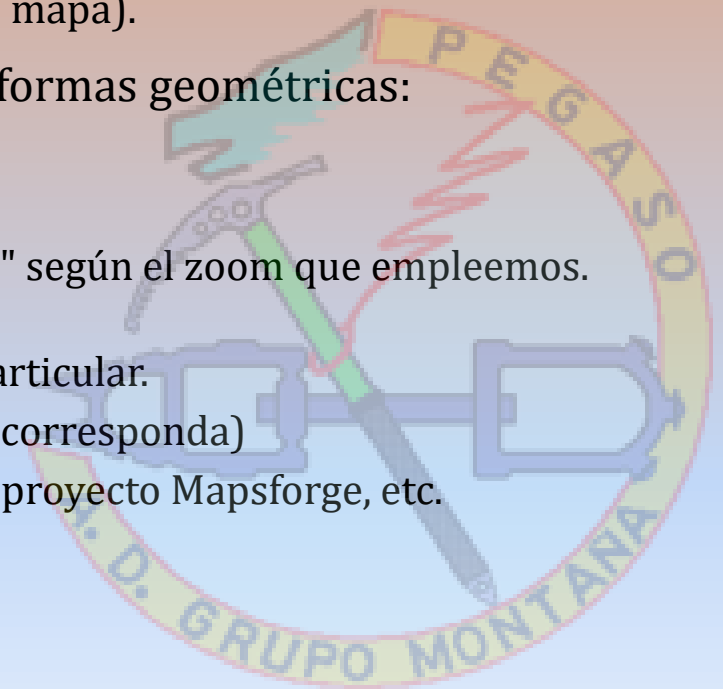 mapa).
formas geométricas:
" según el zoom que empleemos.
articular.
corresponda)
proyecto Mapsforge, etc.
PEGASO
A. D. GRUPO MONTAÑA